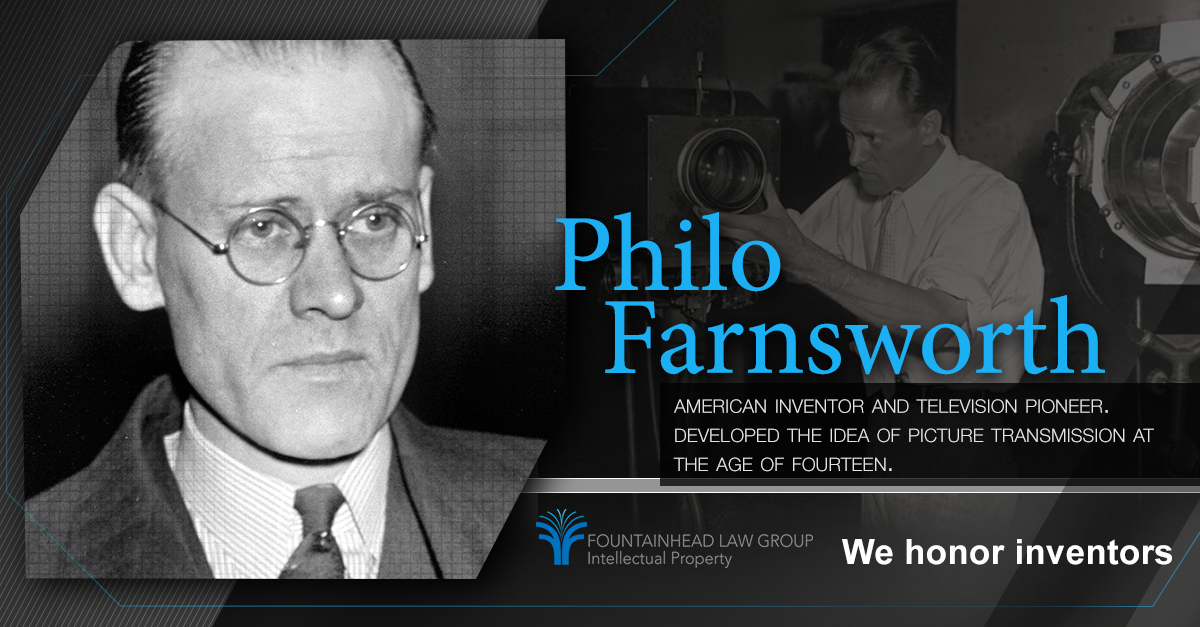 Philo
Farnsworth
AMERICAN INVENTOR AND TELEVISION PIONEER.
DEVELOPED THE IDEA OF PICTURE TRANSMISSION AT
THE AGE OF FOURTEEN.
FOUNTAINHEAD LAW GROUP
Intellectual Property
We honor inventors